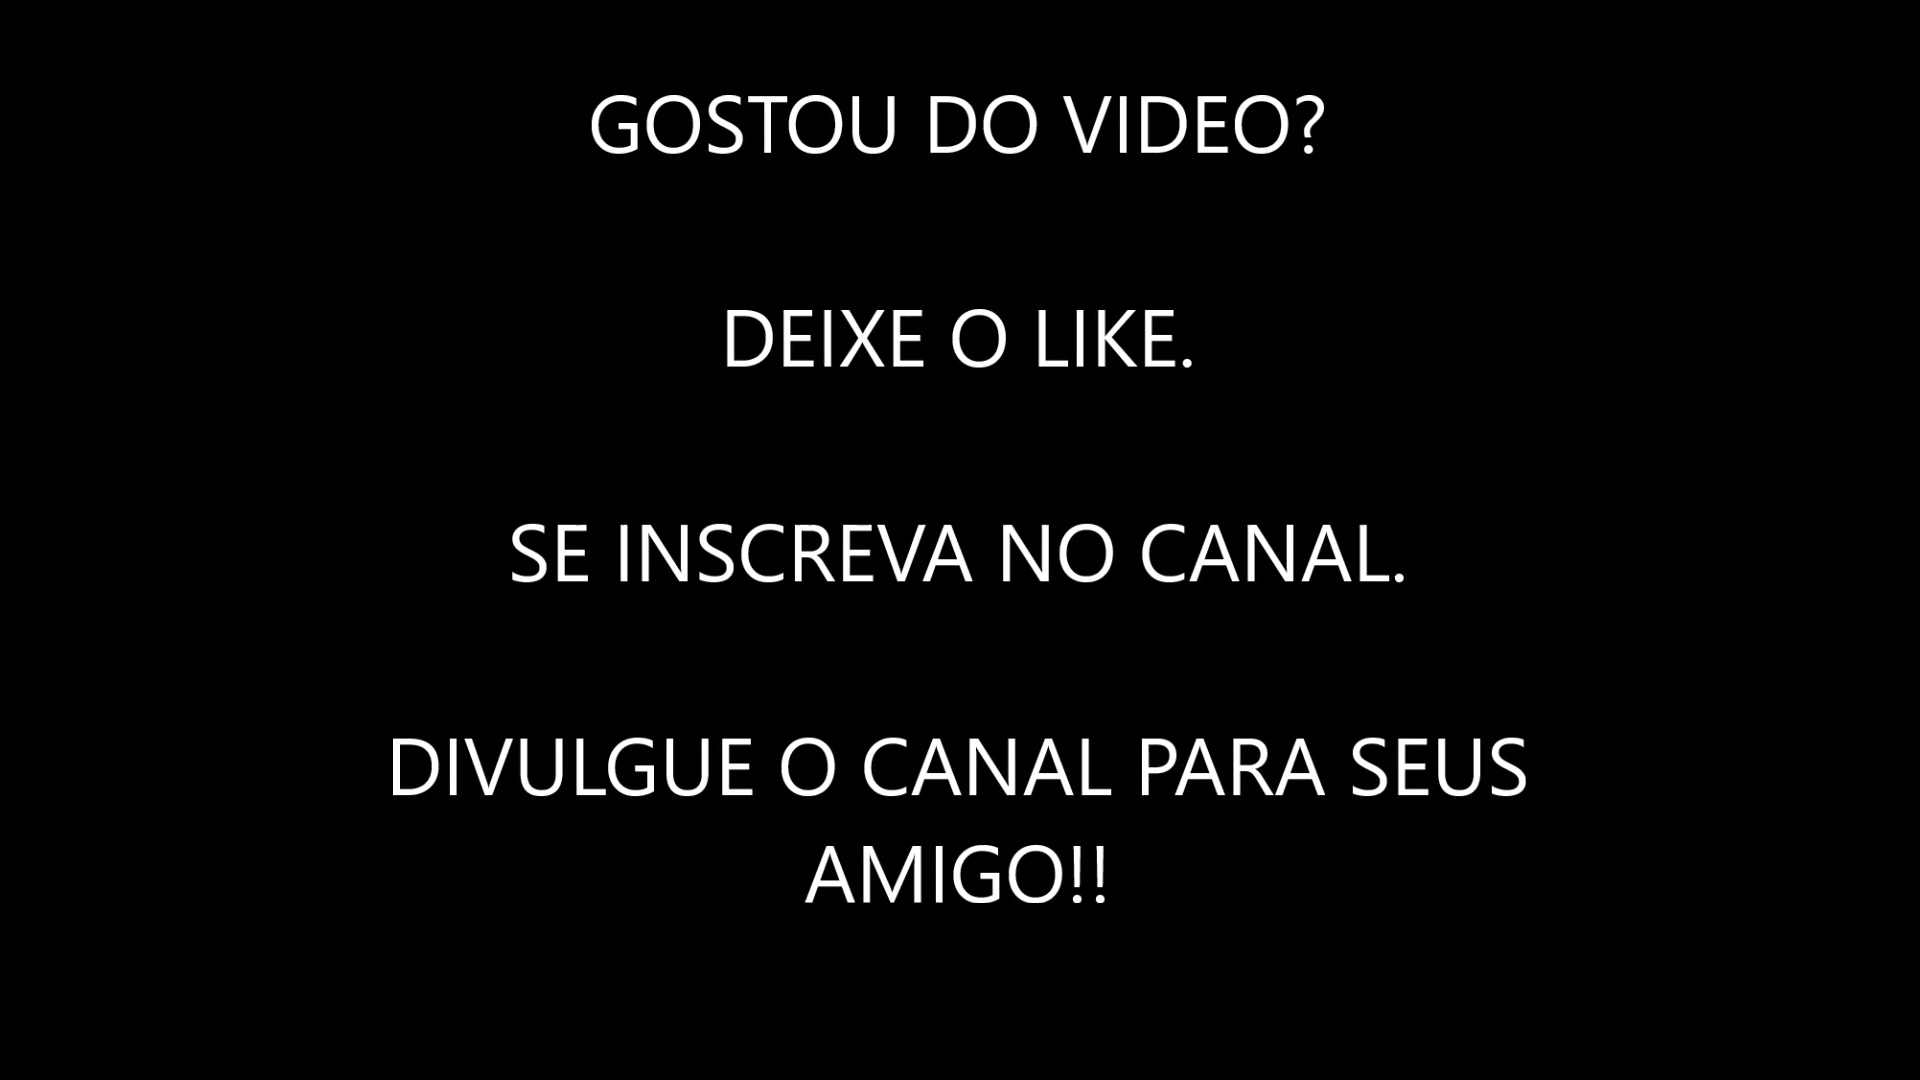 GOSTOU DO VIDEO?
DEIXE O LIKE.
SE INSCREVA NO CANAL.
DIVULGUE O CANAL PARA SEUS
AMIGO!!